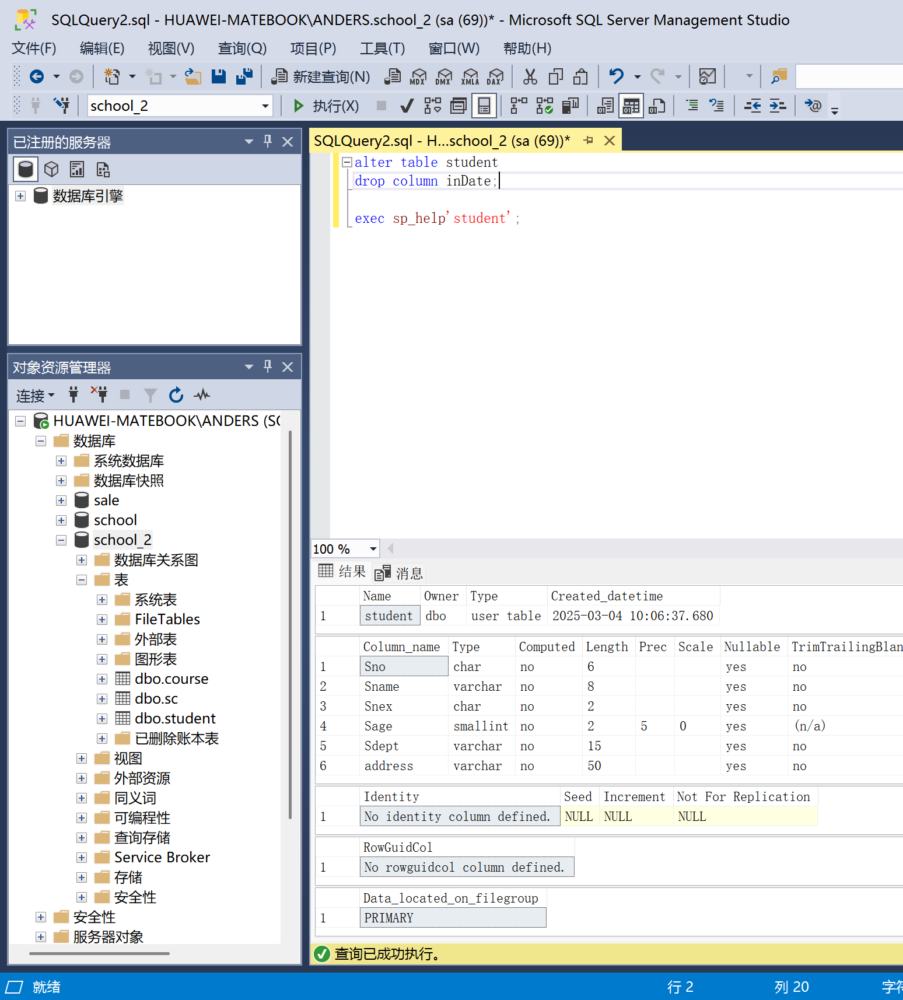 SQLQuery2.sql - HUAWEI-MATEBOOK\ANDERS.school_2 (sa (69))* - Microsoft SQL Server Management Studio
文件(F) 编辑(E) 视图(V) 查询(Q) 项目(P) 工具(T) 窗口(W) 帮助(H)
新建查询(N) MDX DMX XMLA DAX
school_2 执行(X)
已注册的服务器
数据库引擎
SQLQuery2.sql - H...school_2 (sa (69))*
alter table student
drop column inDate;
exec sp_help'student';
对象资源管理器
连接
HUAWEI-MATEBOOK\ANDERS (SC
数据库
系统数据库
数据库快照
sale
school
school_2
数据库关系图
表
系统表
FileTables
外部表
图形表
dbo.course
dbo.sc
dbo.student
已删除账本表
视图
外部资源
同义词
可编程性
查询存储
Service Broker
存储
安全性
安全性
服务器对象
100 %
结果 消息
Name Owner Type Created_datetime
1 student dbo user table 2025-03-04 10:06:37.680
Column_name Type Computed Length Prec Scale Nullable TrimTrailingBlan
1 Sno char no 6 yes no
2 Sname varchar no 8 yes no
3 Snex char no 2 yes no
4 Sage smallint no 2 5 0 yes (n/a)
5 Sdept varchar no 15 yes no
6 address varchar no 50 yes no
Identity Seed Increment Not For Replication
1 No identity column defined. NULL NULL NULL
RowGuidCol
1 No rowguidcol column defined.
Data_located_on_filegroup
1 PRIMARY
查询已成功执行。
就绪 行 2 列 20 字符